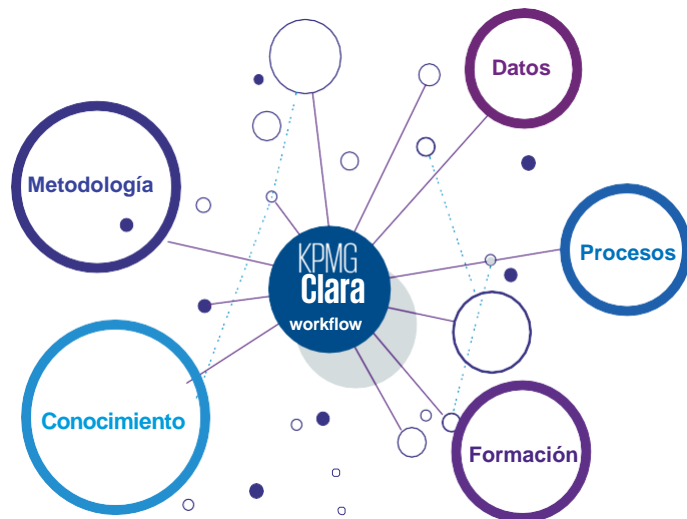 Datos
Metodología
Procesos
KPMG
Clara
workflow
Conocimiento
Formación